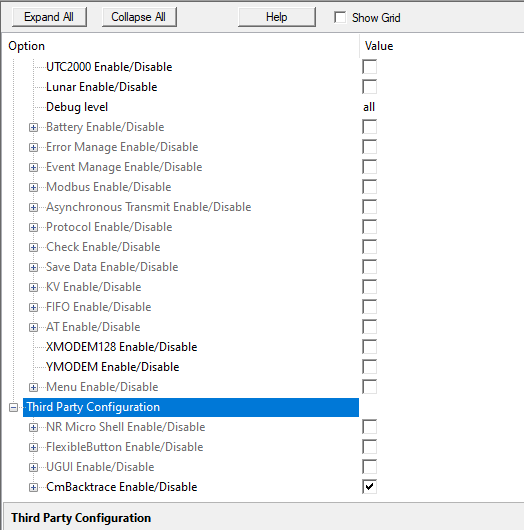 Expand All Collapse All Help Show Grid
Option Value
UTC2000 Enable/Disable
Lunar Enable/Disable
Debug level all
Battery Enable/Disable
Error Manage Enable/Disable
Event Manage Enable/Disable
Modbus Enable/Disable
Asynchronous Transmit Enable/Disable
Protocol Enable/Disable
Check Enable/Disable
Save Data Enable/Disable
KV Enable/Disable
FIFO Enable/Disable
AT Enable/Disable
XMODEM128 Enable/Disable
YMODEM Enable/Disable
Menu Enable/Disable
Third Party Configuration
NR Micro Shell Enable/Disable
FlexibleButton Enable/Disable
UGUI Enable/Disable
CmBacktrace Enable/Disable
Third Party Configuration